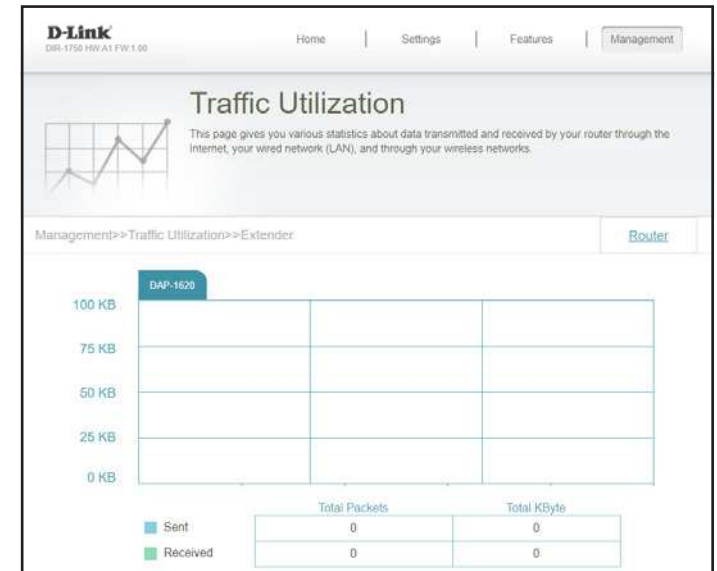 D-Link
DIR-1750 HW:A1 FW:1.00
Home | Settings | Features | Management
Traffic Utilization
This page gives you various statistics about data transmitted and received by your router through the
Internet, your wired network (LAN), and through your wireless networks.
Management>>Traffic Utilization>>Extender
Router
DAP-1620
100 KB
75 KB
50 KB
25 KB
0 KB
Total Packets Total KByte
Sent 0 0
Received 0 0